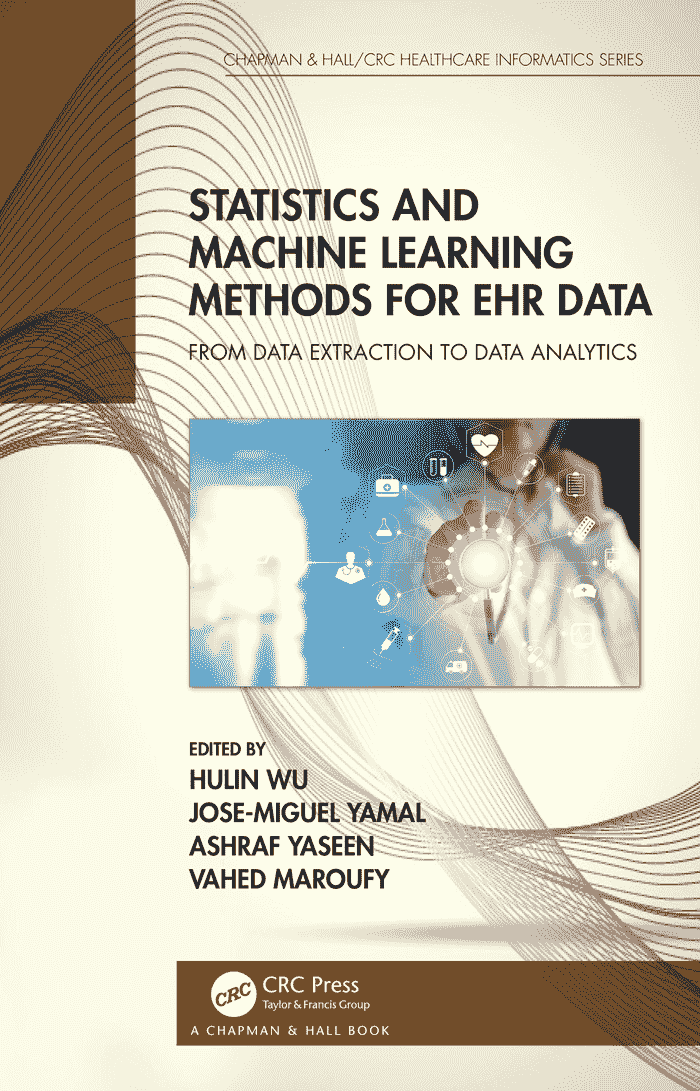 CHAPMAN & HALL/CRC HEALTHCARE INFORMATICS SERIES
STATISTICS AND
MACHINE LEARNING
METHODS FOR EHR DATA
FROM DATA EXTRACTION TO DATA ANALYTICS
EDITED BY
HULIN WU
JOSE-MIGUEL YAMAL
ASHRAF YASEEN
VAHED MAROUFY
CRC
CRC Press
Taylor & Francis Group
A CHAPMAN & HALL BOOK